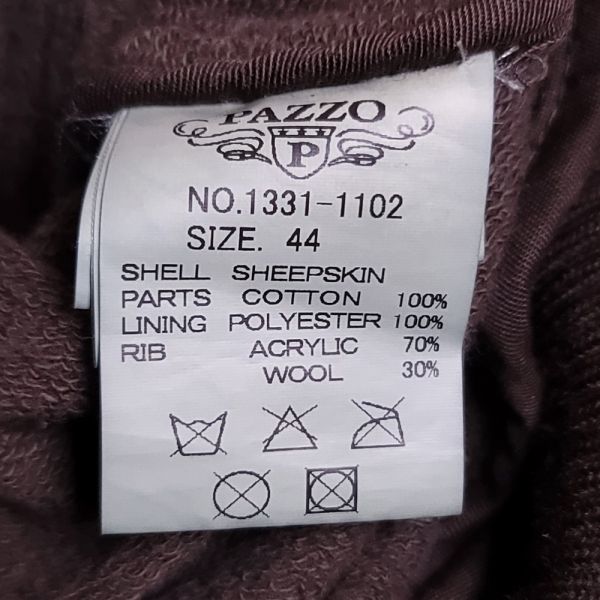 PAZZO
P
NO.1331-1102
SIZE. 44
SHELL SHEEPSKIN
PARTS COTTON 100%
LINING POLYESTER 100%
RIB ACRYLIC 70%
WOOL 30%